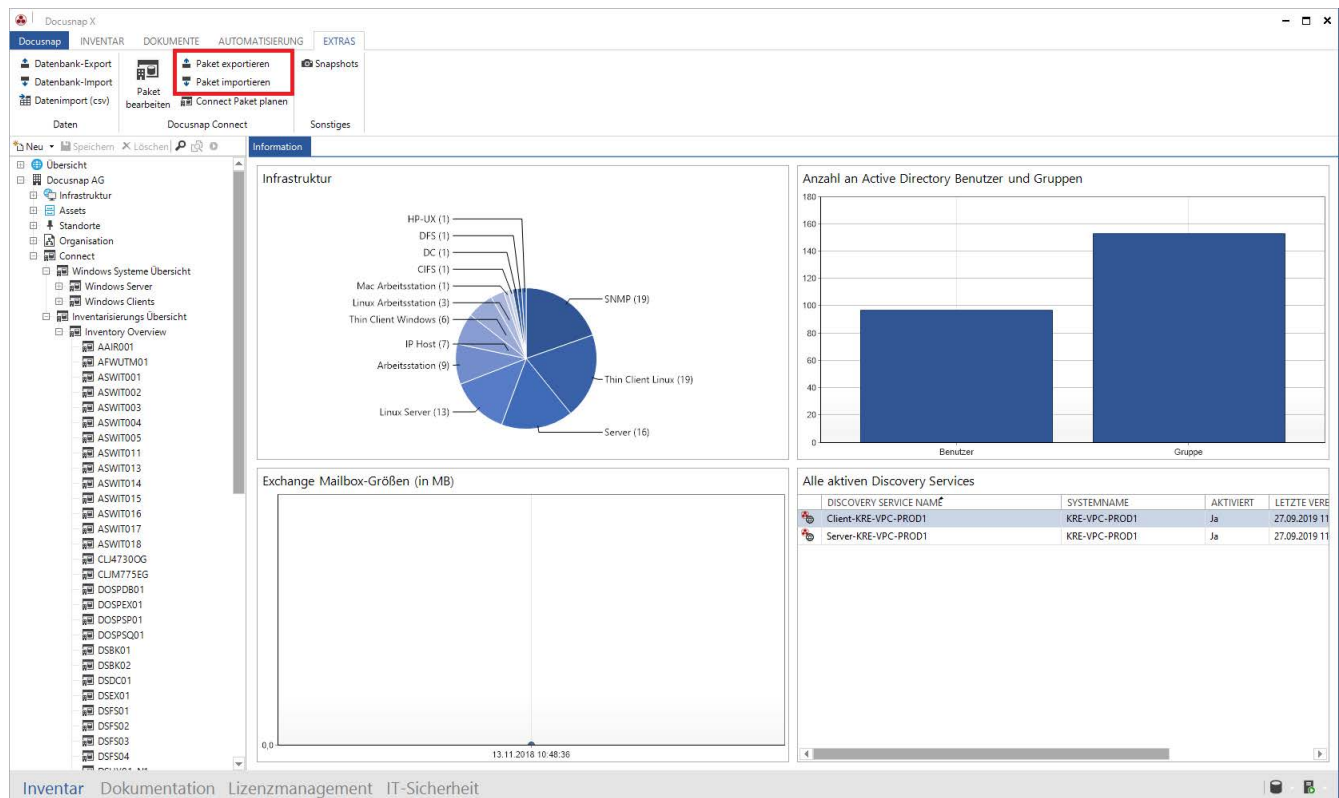 Docusnap X
Docusnap INVENTAR DOKUMENTE AUTOMATISIERUNG EXTRAS
Datenbank-Export
Datenbank-Import
Datenimport (csv)
Daten
Paket bearbeiten
Paket exportieren
Paket importieren
Connect Paket planen
Docusnap Connect
Snapshots
Sonstiges
Neu Speichern Löschen
Übersicht
Docusnap AG
Infrastruktur
Assets
Standorte
Organisation
Connect
Windows Systeme Übersicht
Windows Server
Windows Clients
Inventarisierungs Übersicht
Inventory Overview
AAIR001
AFWUTM01
ASWIT001
ASWIT002
ASWIT003
ASWIT004
ASWIT005
ASWIT011
ASWIT013
ASWIT014
ASWIT015
ASWIT016
ASWIT017
ASWIT018
CLJ4730OG
CLJM775EG
DOSPDB01
DOSPEX01
DOSPSP01
DOSPSQ01
DSBK01
DSBK02
DSDC01
DSEX01
DSFS01
DSFS02
DSFS03
DSFS04
Information
Infrastruktur
HP-UX (1)
DFS (1)
DC (1)
CIFS (1)
Mac Arbeitsstation (1)
Linux Arbeitsstation (3)
Thin Client Windows (6)
IP Host (7)
Arbeitsstation (9)
Linux Server (13)
SNMP (19)
Thin Client Linux (19)
Server (16)
Anzahl an Active Directory Benutzer und Gruppen
180
160
140
120
100
80
60
40
20
0
Benutzer Gruppe
Exchange Mailbox-Größen (in MB)
0,0
13.11.2018 10:48:36
Alle aktiven Discovery Services
DISCOVERY SERVICE NAME SYSTEMNAME AKTIVIERT LETZTE VERE
Client-KRE-VPC-PROD1 KRE-VPC-PROD1 Ja 27.09.2019 11
Server-KRE-VPC-PROD1 KRE-VPC-PROD1 Ja 27.09.2019 11
Inventar Dokumentation Lizenzmanagement IT-Sicherheit